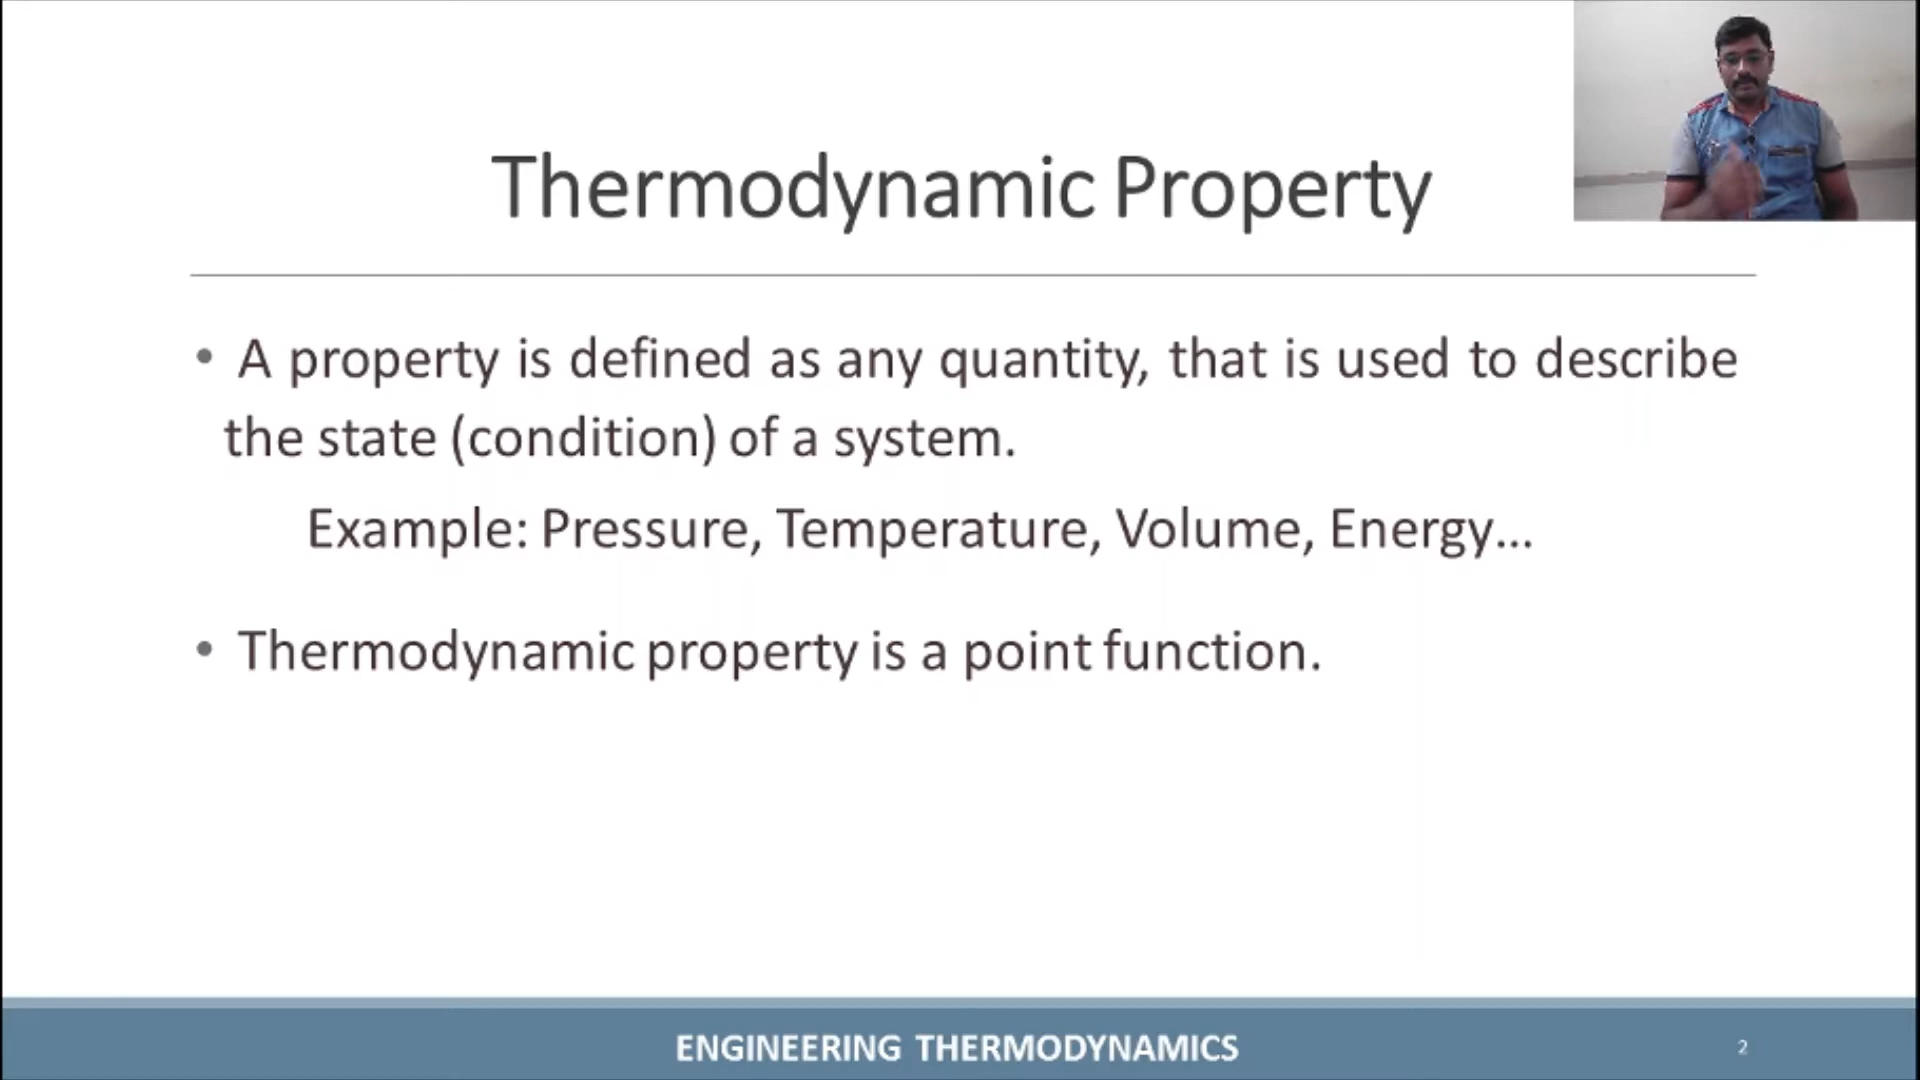 Thermodynamic Property
• A property is defined as any quantity, that is used to describe
the state (condition) of a system.
Example: Pressure, Temperature, Volume, Energy...
• Thermodynamic property is a point function.
ENGINEERING THERMODYNAMICS
2